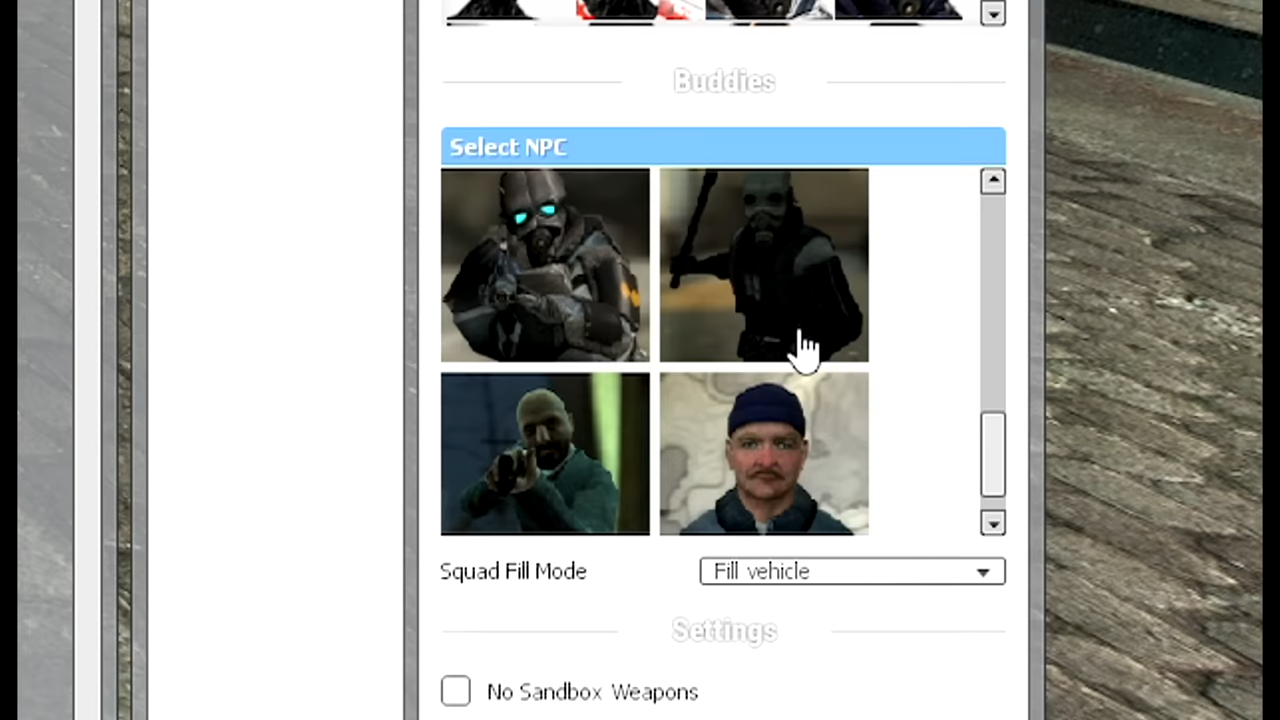 Buddies
Select NPC
Squad Fill Mode
Fill vehicle
Settings
No Sandbox Weapons